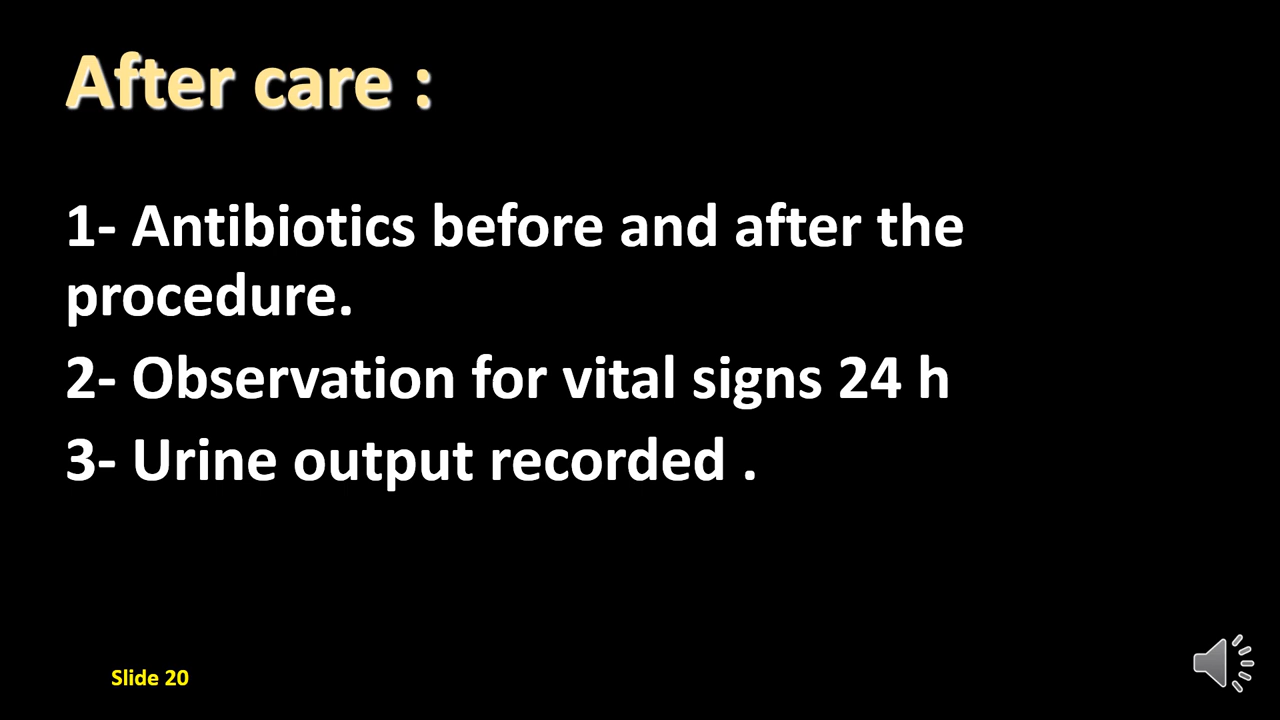 After care :
1- Antibiotics before and after the
procedure.
2- Observation for vital signs 24 h
3- Urine output recorded .
Slide 20